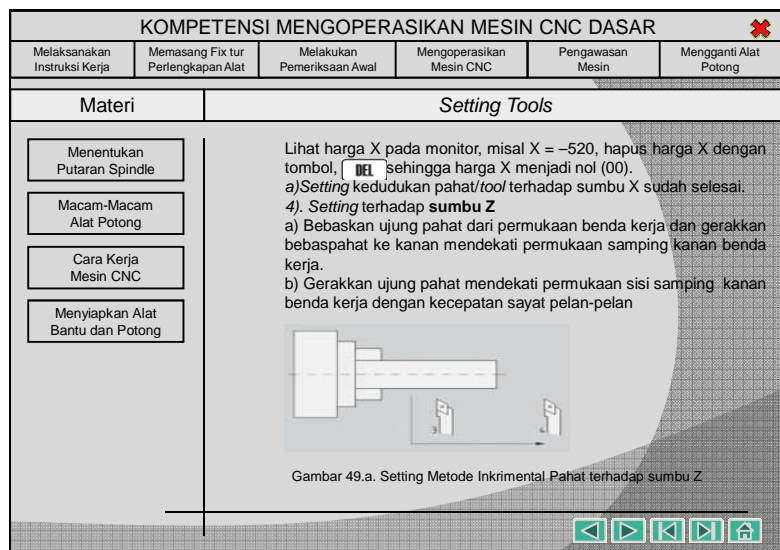 KOMPETENSI MENGOPERASIKAN MESIN CNC DASAR
Melaksanakan
Instruksi Kerja
Memasang Fix tur
Perlengkapan Alat
Melakukan
Pemeriksaan Awal
Mengoperasikan
Mesin CNC
Pengawasan
Mesin
Mengganti Alat
Potong
Materi
Setting Tools
Menentukan
Putaran Spindle
Macam-Macam
Alat Potong
Cara Kerja
Mesin CNC
Menyiapkan Alat
Bantu dan Potong
Lihat harga X pada monitor, misal X = –520, hapus harga X dengan
tombol, DEL sehingga harga X menjadi nol (00).
a)Setting kedudukan pahat/tool terhadap sumbu X sudah selesai.
4). Setting terhadap sumbu Z
a) Bebaskan ujung pahat dari permukaan benda kerja dan gerakkan
bebaspahat ke kanan mendekati permukaan samping kanan benda
kerja.
b) Gerakkan ujung pahat mendekati permukaan sisi samping kanan
benda kerja dengan kecepatan sayat pelan-pelan
Gambar 49.a. Setting Metode Inkrimental Pahat terhadap sumbu Z